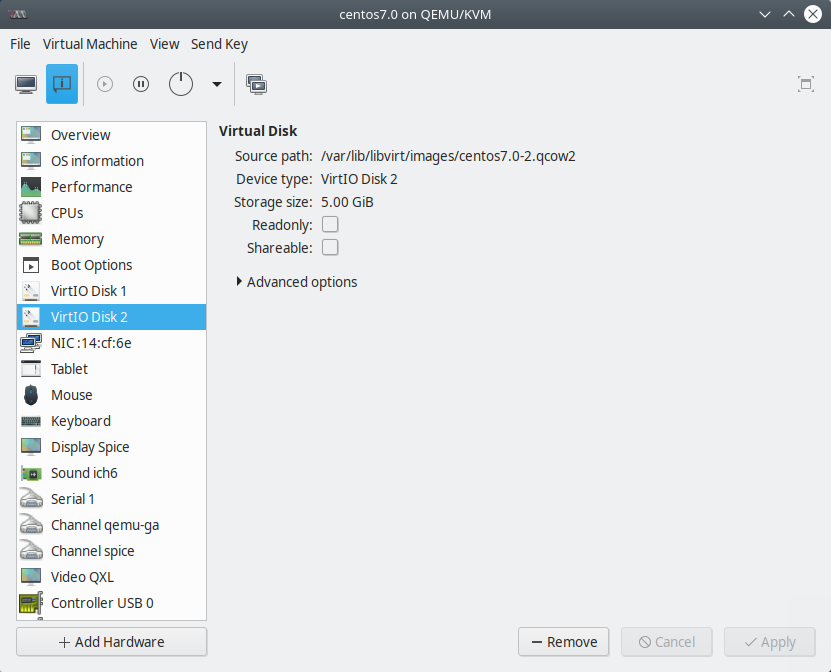 centos7.0 on QEMU/KVM
File Virtual Machine View Send Key
Overview
OS information
Performance
CPUs
Memory
Boot Options
VirtIO Disk 1
VirtIO Disk 2
NIC :14:cf:6e
Tablet
Mouse
Keyboard
Display Spice
Sound ich6
Serial 1
Channel qemu-ga
Channel spice
Video QXL
Controller USB 0
Add Hardware
Virtual Disk
Source path: /var/lib/libvirt/images/centos7.0-2.qcow2
Device type: VirtIO Disk 2
Storage size: 5.00 GiB
Readonly:
Shareable:
Advanced options
Remove Cancel Apply